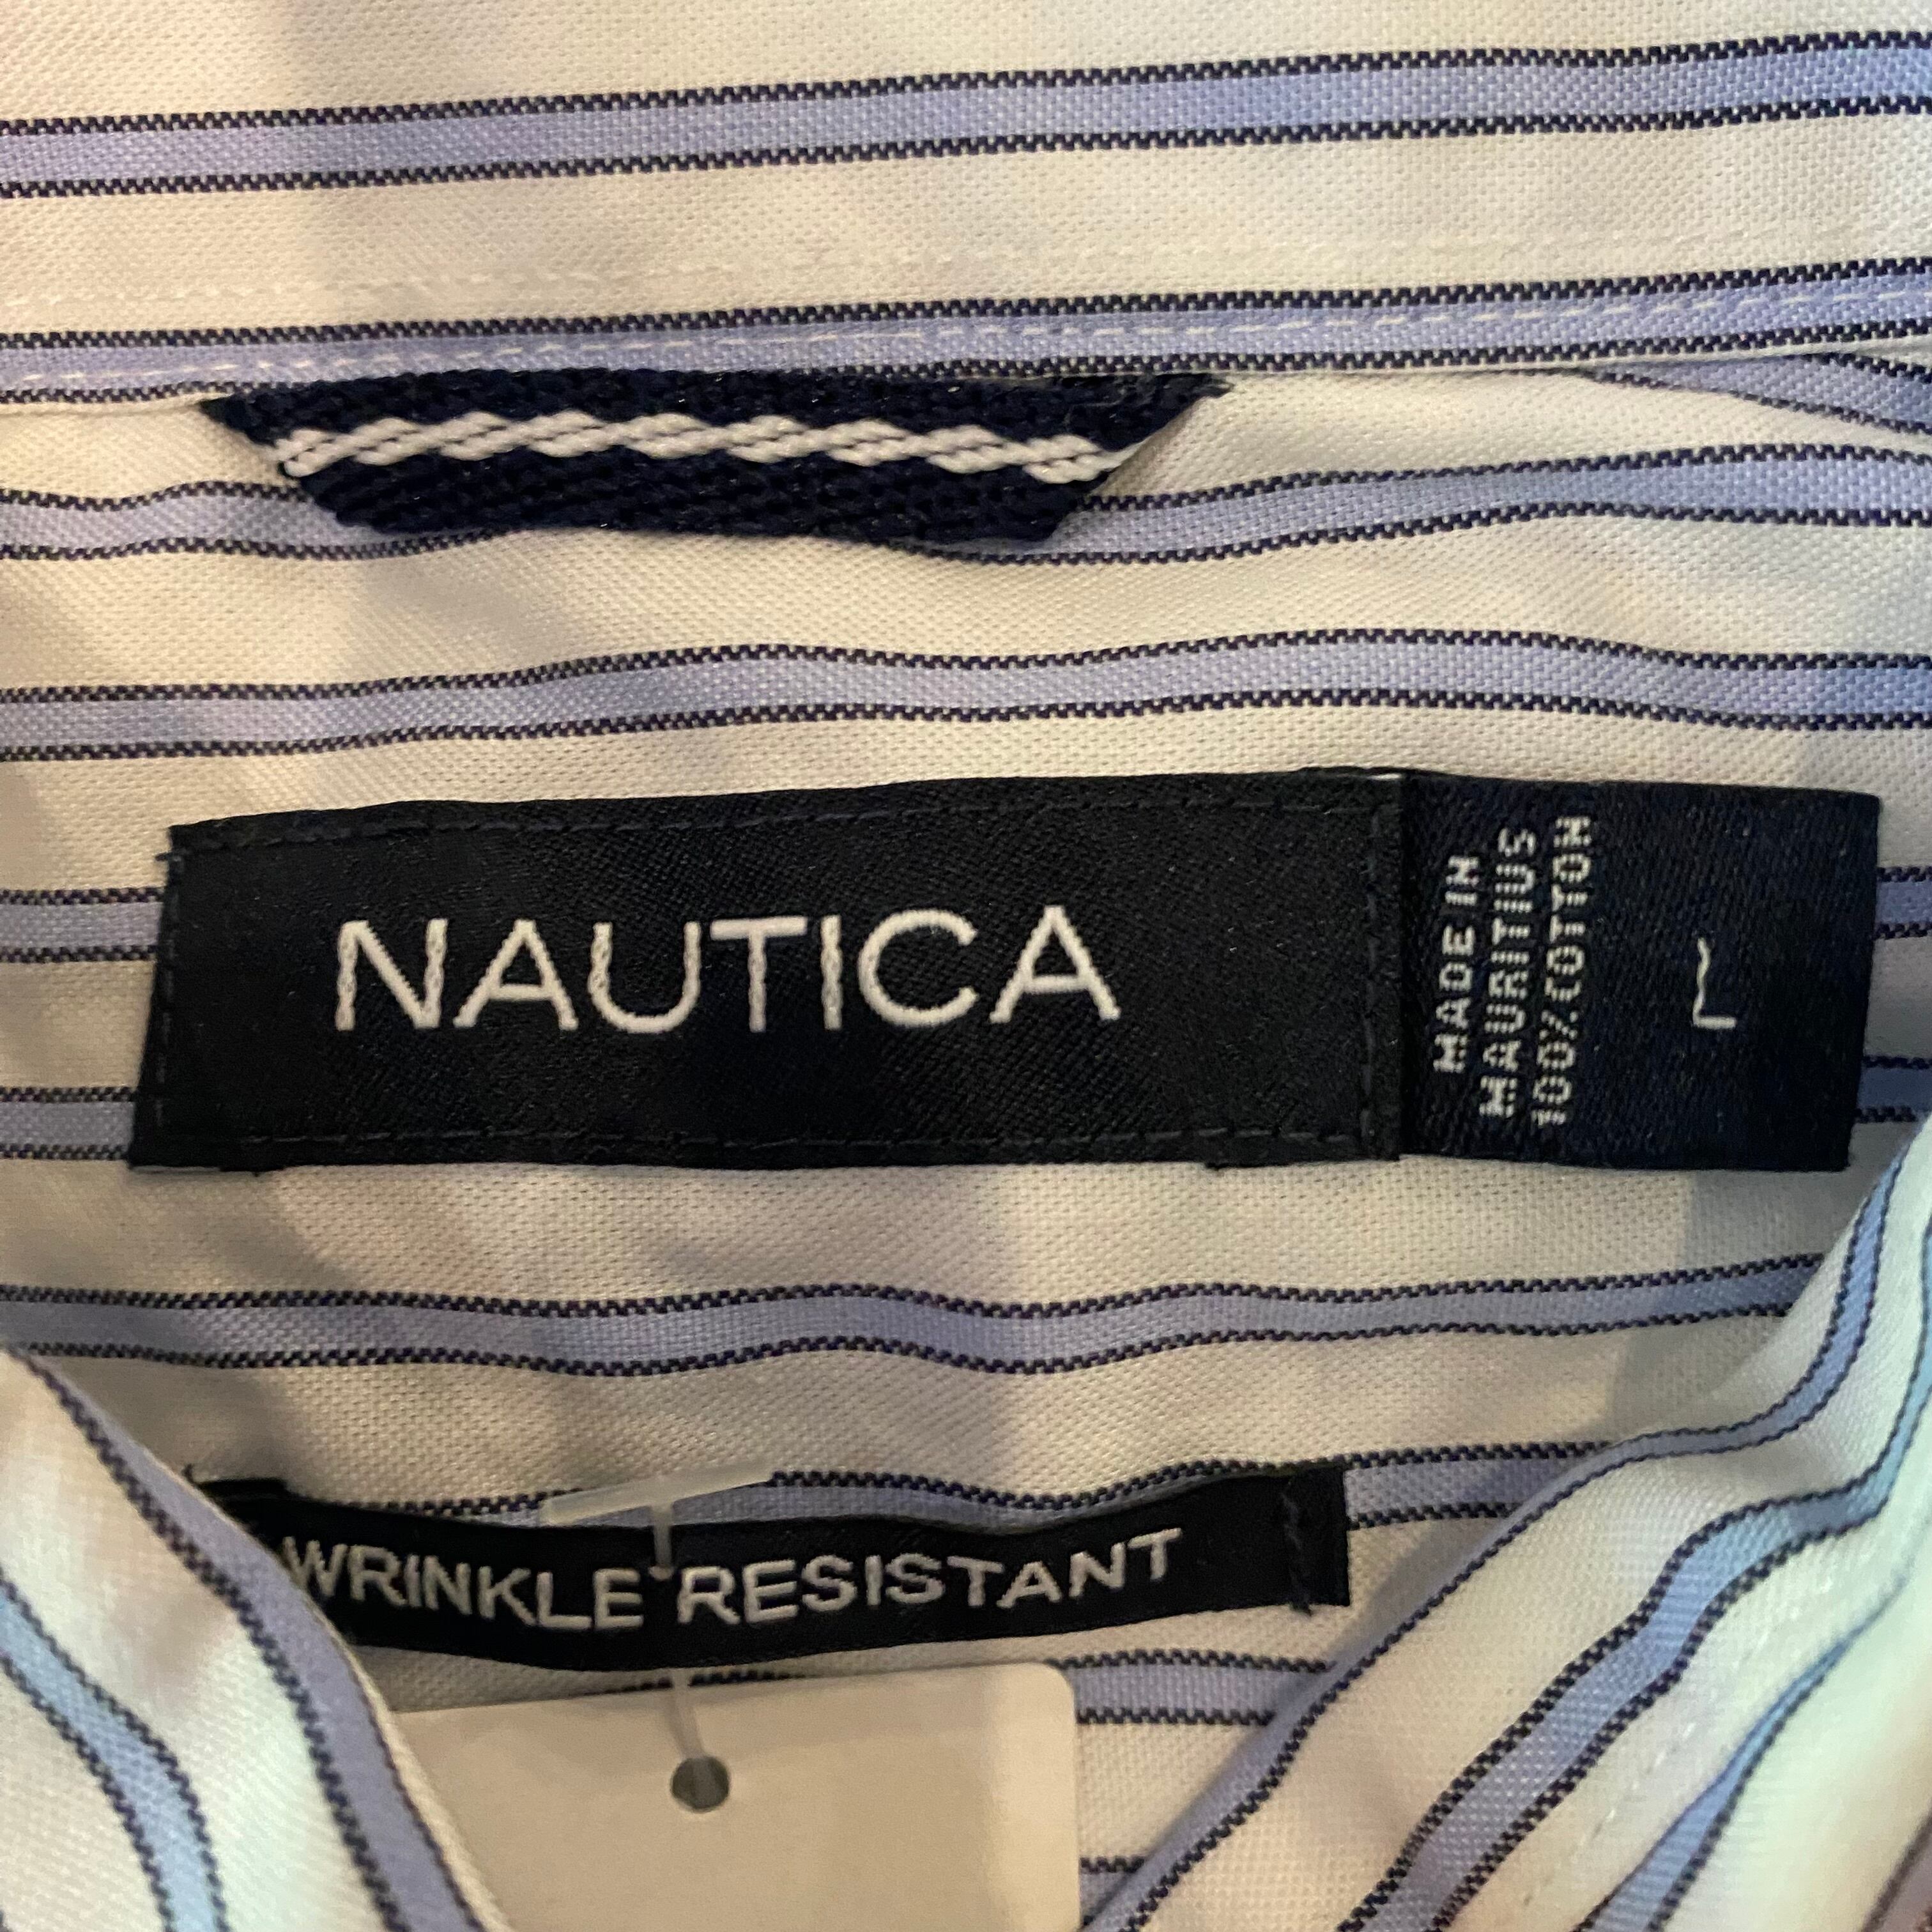 NAUTICA
MADE IN
MAURITIUS
100% COTTON
L
WRINKLE RESISTANT